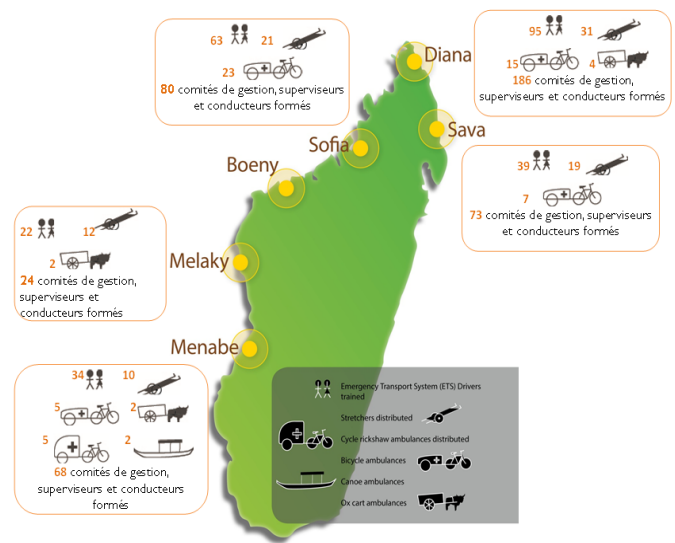 63 21
23
80 comités de gestion, superviseurs
et conducteurs formés
95 31
15 4
186 comités de gestion,
superviseurs et conducteurs formés
Diana
Sava
Sofia
Boeny
39 19
7
73 comités de gestion, superviseurs
et conducteurs formés
22 12
2
24 comités de gestion,
superviseurs et
conducteurs formés
Melaky
Menabe
34 10
5 2
5 2
68 comités de gestion,
superviseurs et conducteurs
formés
Emergency Transport System (ETS) Drivers
trained
Stretchers distributed
Cycle rickshaw ambulances distributed
Bicycle ambulances
Canoe ambulances
Ox cart ambulances